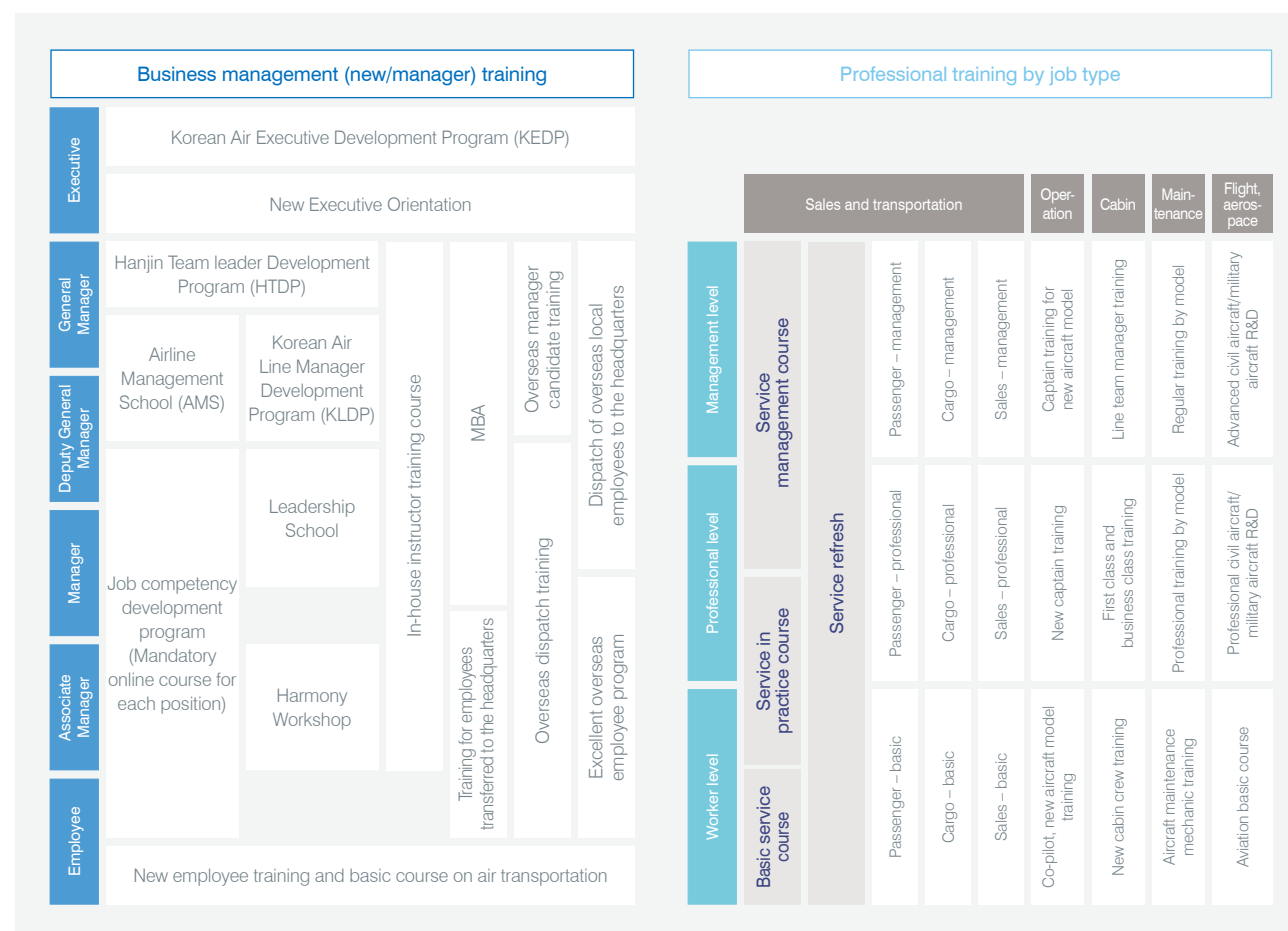 Business management (new/manager) training
Executive
Korean Air Executive Development Program (KEDP)
New Executive Orientation
General
Manager
Deputy General
Manager
Manager
Associate
Manager
Employee
Hanjin Team leader Development
Program (HTDP)
Airline
Management
School (AMS)
Korean Air
Line Manager
Development
Program (KLDP)
Job competency
development
program
(Mandatory
online course for
each position)
Leadership
School
Harmony
Workshop
In-house instructor training course
MBA
Training for employees
transferred to the headquarters
Overseas manager
candidate training
Overseas dispatch training
Dispatch of overseas local
employees to the headquarters
Excellent overseas
employee program
New employee training and basic course on air transportation
Professional training by job type
Sales and transportation
Oper-
ation
Cabin
Main-
tenance
Flight,
aeros-
pace
Management level
Professional level
Worker level
Service
management course
Service in
practice course
Basic service
course
Service refresh
Passenger – management
Cargo – management
Sales – management
Captain training for
new aircraft model
Line team manager training
Regular training by model
Advanced civil aircraft/military
aircraft R&D
Passenger – professional
Cargo – professional
Sales – professional
New captain training
First class and
business class training
Professional training by model
Professional civil aircraft/
military aircraft R&D
Passenger – basic
Cargo – basic
Sales – basic
Co-pilot, new aircraft model
training
New cabin crew training
Aircraft maintenance
mechanic training
Aviation basic course